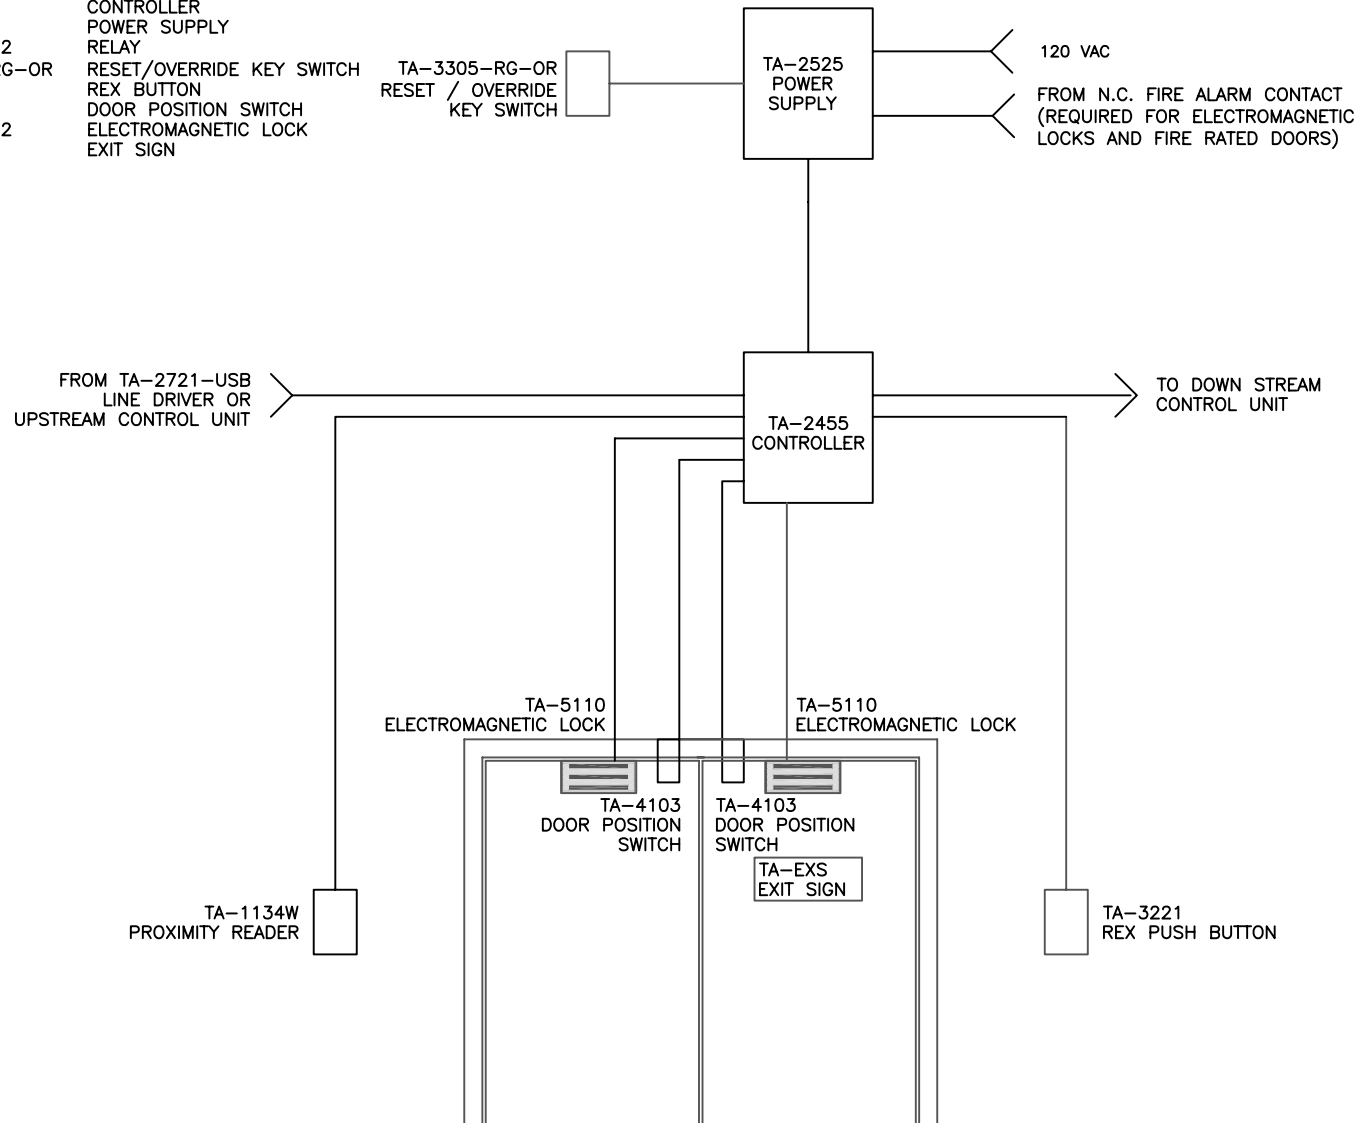 CONTROLLER
POWER SUPPLY
2 RELAY
G-OR RESET/OVERRIDE KEY SWITCH
REX BUTTON
DOOR POSITION SWITCH
2 ELECTROMAGNETIC LOCK
EXIT SIGN
TA-3305-RG-OR
RESET / OVERRIDE
KEY SWITCH
TA-2525
POWER
SUPPLY
120 VAC
FROM N.C. FIRE ALARM CONTACT
(REQUIRED FOR ELECTROMAGNETIC
LOCKS AND FIRE RATED DOORS)
FROM TA-2721-USB
LINE DRIVER OR
UPSTREAM CONTROL UNIT
TA-2455
CONTROLLER
TO DOWN STREAM
CONTROL UNIT
TA-5110
ELECTROMAGNETIC LOCK
TA-5110
ELECTROMAGNETIC LOCK
TA-4103
DOOR POSITION
SWITCH
TA-4103
DOOR POSITION
SWITCH
TA-EXS
EXIT SIGN
TA-1134W
PROXIMITY READER
TA-3221
REX PUSH BUTTON